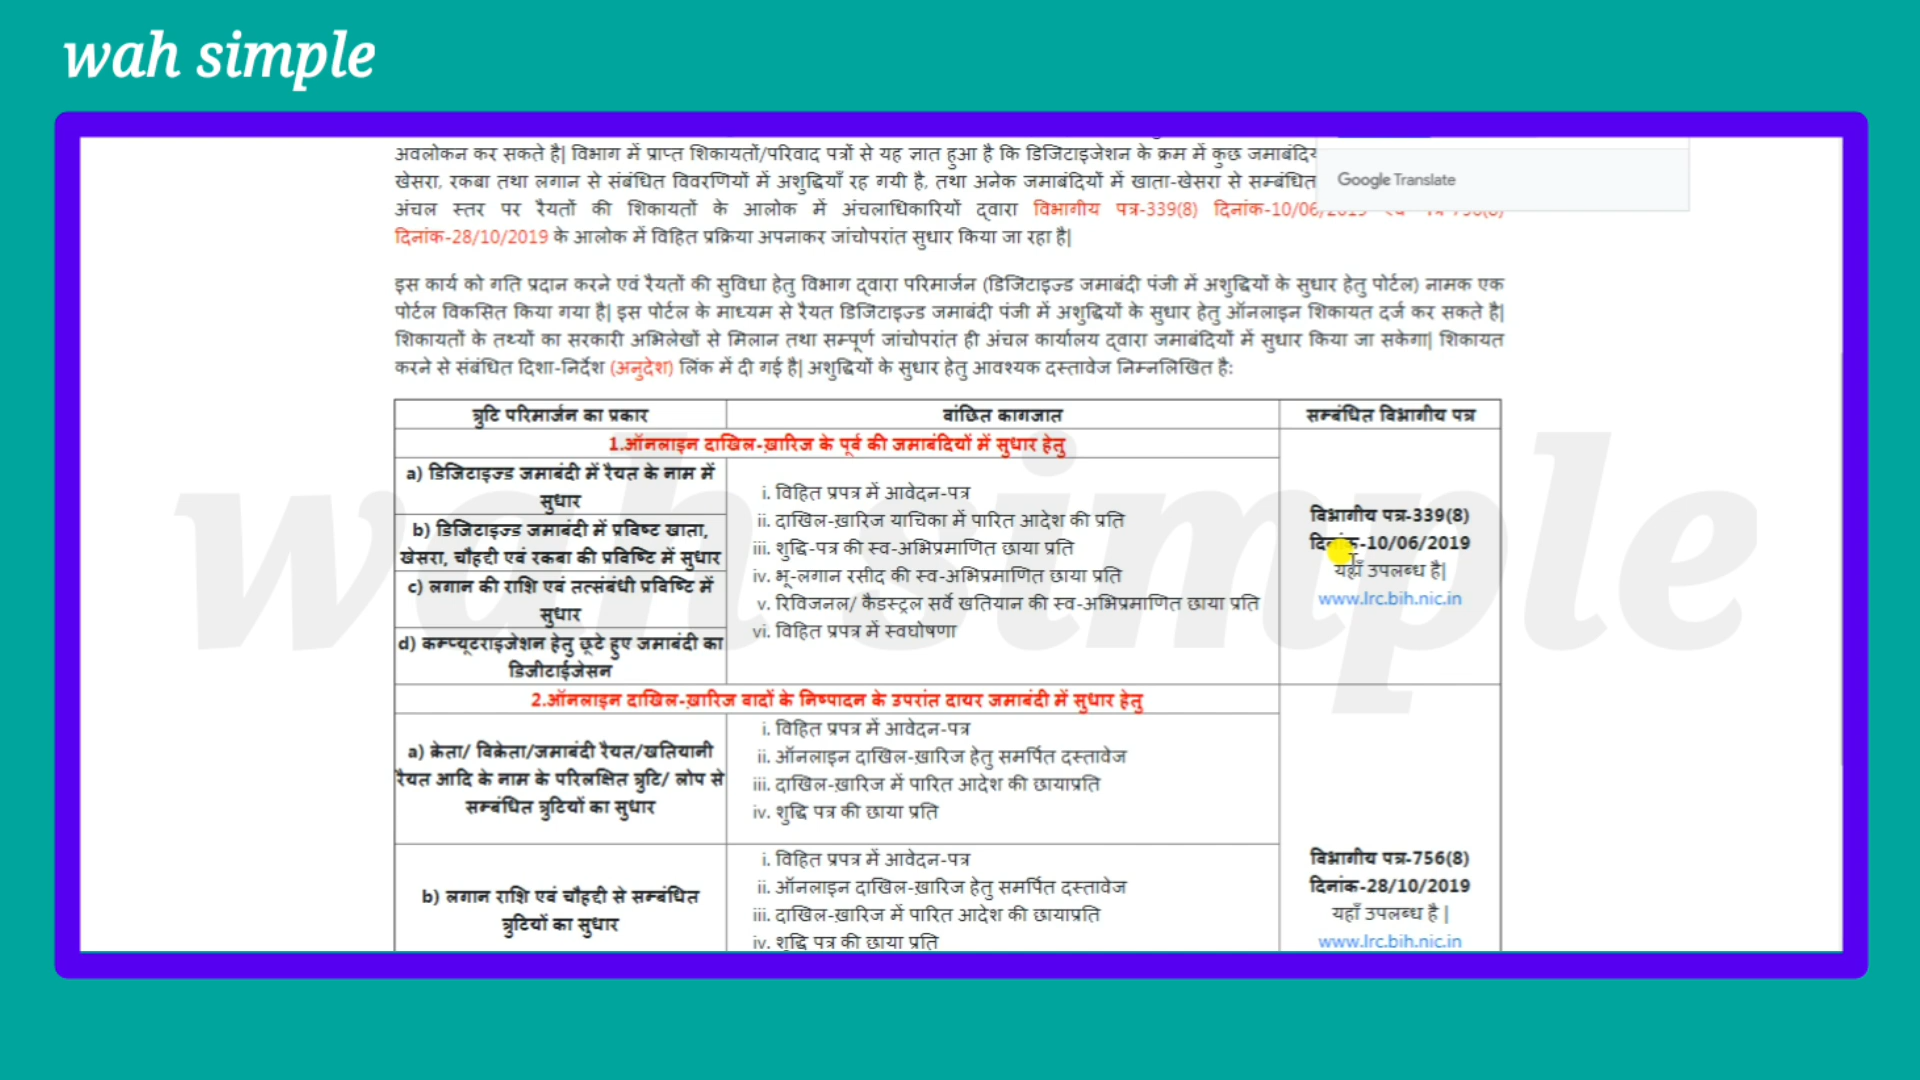 wah simple
अवलोकन कर सकते है| विभाग में प्राप्त शिकायतों/परिवाद पत्रों से यह ज्ञात हुआ है कि डिजिटाइजेशन के क्रम में कुछ
खेसरा, रकबा तथा लगान से संबंधित विवरणियों में अशुद्धियाँ रह गयी है, तथा अनेक जमाबंदियों में खाता-खेसरा से सम्बंधित
Google Translate
अंचल स्तर पर रैयतों की शिकायतों के आलोक में अंचलाधिकारियों द्वारा विभागीय पत्र-339(8) दिनांक-10/06/2019
दिनांक-28/10/2019 के आलोक में विहित प्रक्रिया अपनाकर जांचोपरांत सुधार किया जा रहा है|
इस कार्य को गति प्रदान करने एवं रैयतों की सुविधा हेतु विभाग द्वारा परिमार्जन (डिजिटाइज्ड जमाबंदी पंजी में अशुद्धियों के सुधार हेतु पोर्टल) नामक एक
पोर्टल विकसित किया गया है| इस पोर्टल के माध्यम से रैयत डिजिटाइज्ड जमाबंदी पंजी में अशुद्धियों के सुधार हेतु ऑनलाइन शिकायत दर्ज कर सकते है|
शिकायतों के तथ्यों का सरकारी अभिलेखों से मिलान तथा सम्पूर्ण जांचोपरांत ही अंचल कार्यालय द्वारा जमाबंदियों में सुधार किया जा सकेगा| शिकायत
करने से संबंधित दिशा-निर्देश (अनुदेश) लिंक में दी गई है| अशुद्धियों के सुधार हेतु आवश्यक दस्तावेज निम्नलिखित है:
त्रुटि परिमार्जन का प्रकार
वांछित कागजात
सम्बंधित विभागीय पत्र
1.ऑनलाइन दाखिल-ख़ारिज के पूर्व की जमाबंदियों में सुधार हेतु
a) डिजिटाइज्ड जमाबंदी में रैयत के नाम में
सुधार
b) डिजिटाइज्ड जमाबंदी में प्रविष्ट खाता,
खेसरा, चौहद्दी एवं रकबा की प्रविष्टि में सुधार
c) लगान की राशि एवं तत्संबंधी प्रविष्टि में
सुधार
d) कम्प्यूटराइजेशन हेतु छूटे हुए जमाबंदी का
डिजीटाईजेसन
i. विहित प्रपत्र में आवेदन-पत्र
ii. दाखिल-ख़ारिज याचिका में पारित आदेश की प्रति
iii. शुद्धि-पत्र की स्व-अभिप्रमाणित छाया प्रति
iv. भू-लगान रसीद की स्व-अभिप्रमाणित छाया प्रति
v. रिविजनल/ कैडस्ट्रल सर्वे खतियान की स्व-अभिप्रमाणित छाया प्रति
vi. विहित प्रपत्र में स्वघोषणा
विभागीय पत्र-339(8)
दिनांक-10/06/2019
यहाँ उपलब्ध है|
www.lrc.bih.nic.in
2.ऑनलाइन दाखिल-ख़ारिज वादों के निष्पादन के उपरांत दायर जमाबंदी में सुधार हेतु
a) क्रेता/ विक्रेता/जमाबंदी रैयत/खतियानी
रैयत आदि के नाम के परिलक्षित त्रुटि/ लोप से
सम्बंधित त्रुटियों का सुधार
i. विहित प्रपत्र में आवेदन-पत्र
ii. ऑनलाइन दाखिल-ख़ारिज हेतु समर्पित दस्तावेज
iii. दाखिल-ख़ारिज में पारित आदेश की छायाप्रति
iv. शुद्धि पत्र की छाया प्रति
b) लगान राशि एवं चौहद्दी से सम्बंधित
त्रुटियों का सुधार
i. विहित प्रपत्र में आवेदन-पत्र
ii. ऑनलाइन दाखिल-ख़ारिज हेतु समर्पित दस्तावेज
iii. दाखिल-ख़ारिज में पारित आदेश की छायाप्रति
iv. शुद्धि पत्र की छाया प्रति
विभागीय पत्र-756(8)
दिनांक-28/10/2019
यहाँ उपलब्ध है |
www.lrc.bih.nic.in
wah simple